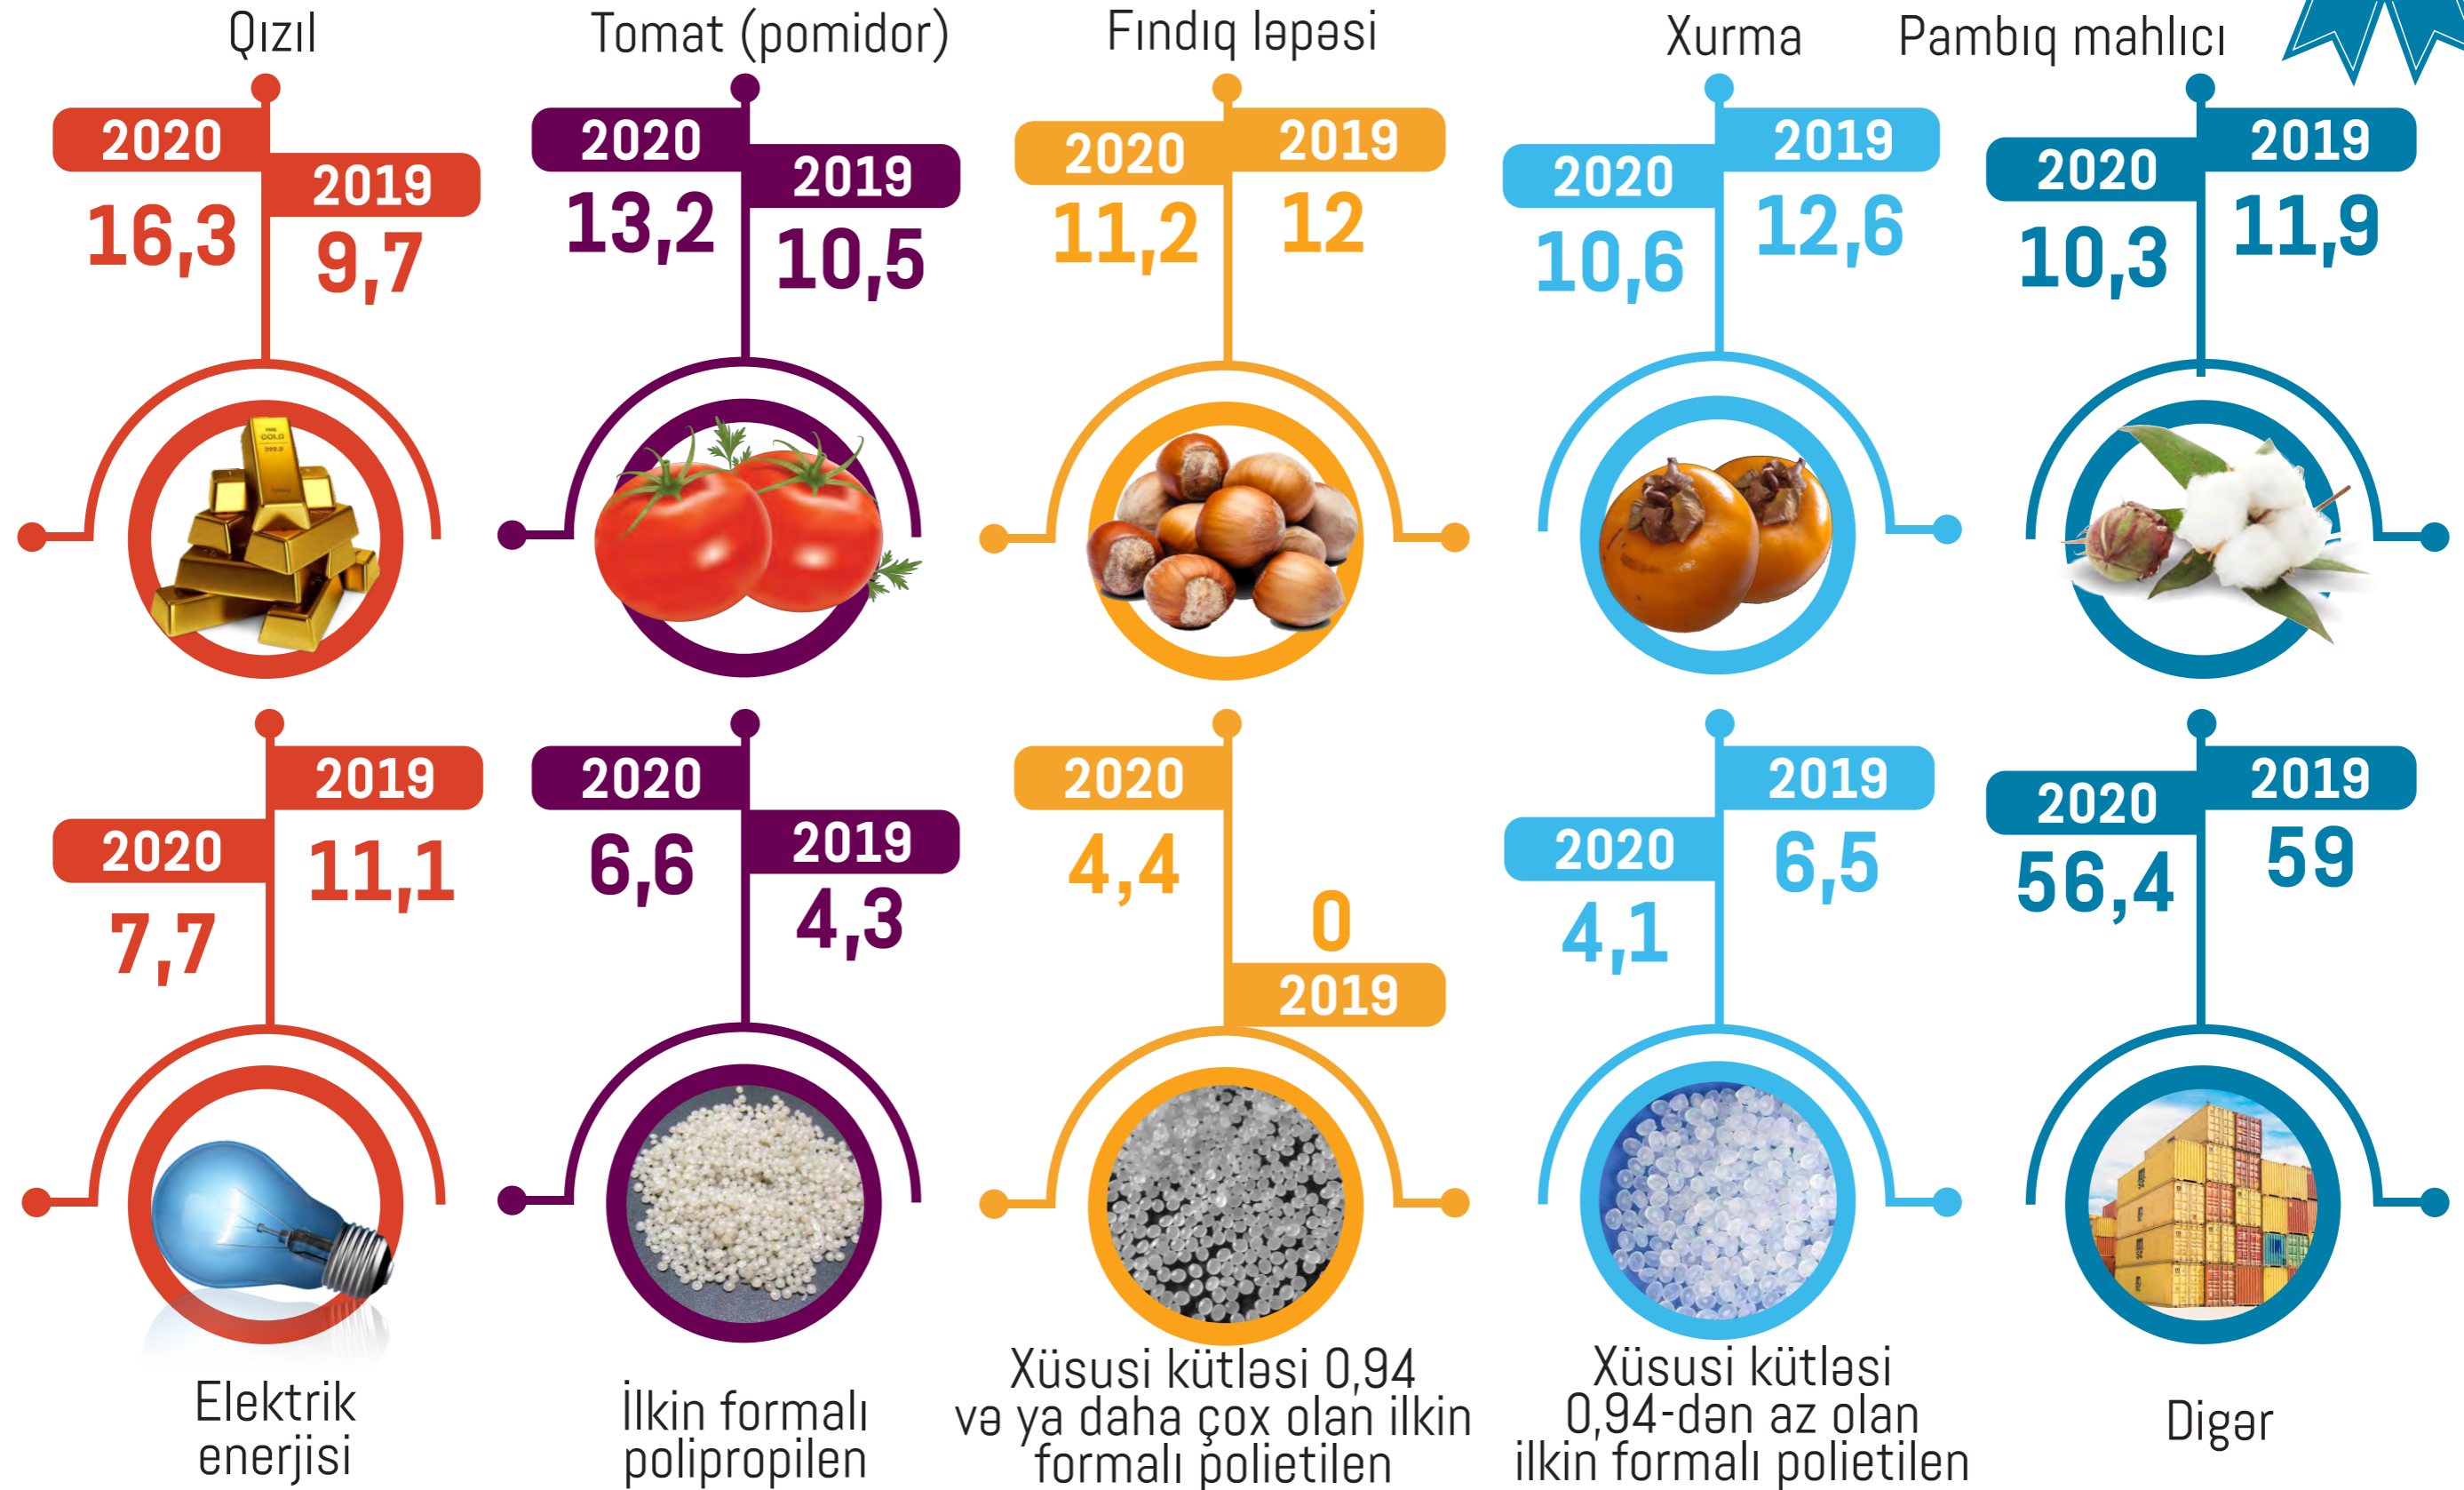 Qızıl
2020
16,3
2019
9,7
Tomat (pomidor)
2020
13,2
2019
10,5
Fındıq ləpəsi
2020
11,2
2019
12
Xurma
2020
10,6
2019
12,6
Pambıq mahlıcı
2020
10,3
2019
11,9
2020
7,7
2019
11,1
Elektrik
enerjisi
2020
6,6
2019
4,3
İlkin formalı
polipropilen
2020
4,4
0
2019
Xüsusi kütləsi 0,94
və ya daha çox olan ilkin
formalı polietilen
2020
4,1
2019
6,5
Xüsusi kütləsi
0,94-dən az olan
ilkin formalı polietilen
2020
56,4
2019
59
Digər